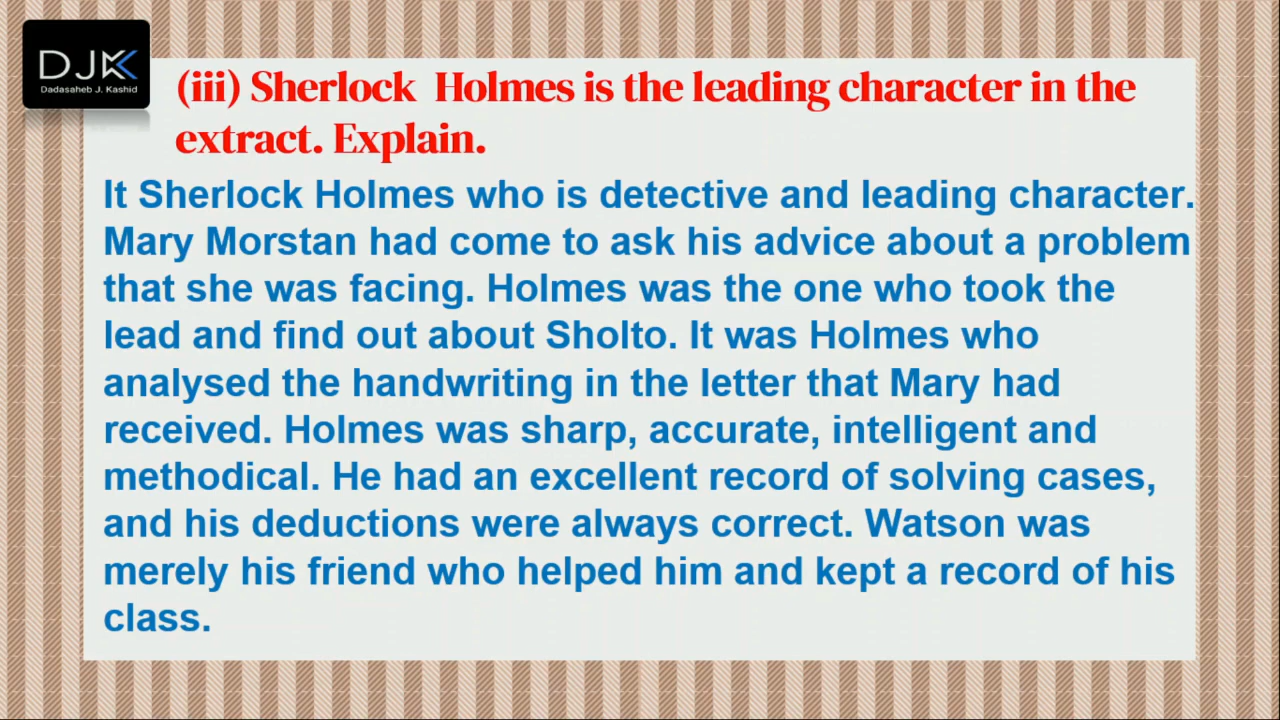 DJK
Dadasaheb J. Kashid
(iii) Sherlock Holmes is the leading character in the
extract. Explain.
It Sherlock Holmes who is detective and leading character.
Mary Morstan had come to ask his advice about a problem
that she was facing. Holmes was the one who took the
lead and find out about Sholto. It was Holmes who
analysed the handwriting in the letter that Mary had
received. Holmes was sharp, accurate, intelligent and
methodical. He had an excellent record of solving cases,
and his deductions were always correct. Watson was
merely his friend who helped him and kept a record of his
class.